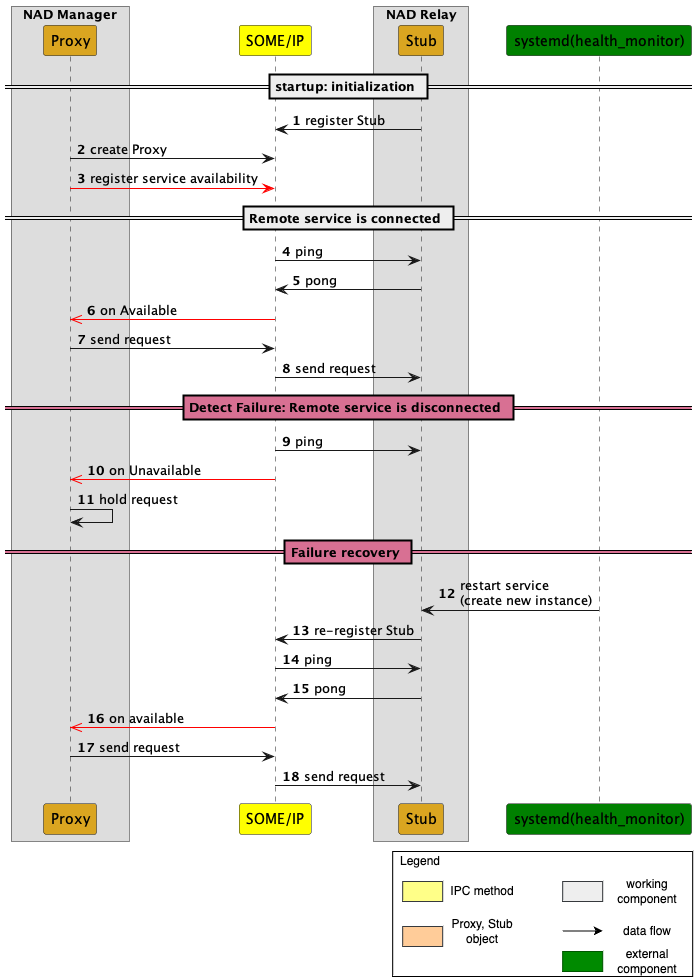 NAD Manager
NAD Relay
Proxy
SOME/IP
Stub
systemd(health_monitor)
startup: initialization
1 register Stub
2 create Proxy
3 register service availability
Remote service is connected
4 ping
5 pong
6 on Available
7 send request
8 send request
Detect Failure: Remote service is disconnected
9 ping
10 on Unavailable
11 hold request
Failure recovery
12 restart service
(create new instance)
13 re-register Stub
14 ping
15 pong
16 on available
17 send request
18 send request
Proxy
SOME/IP
Stub
systemd(health_monitor)
Legend
IPC method
working
component
Proxy, Stub
object
data flow
external
component